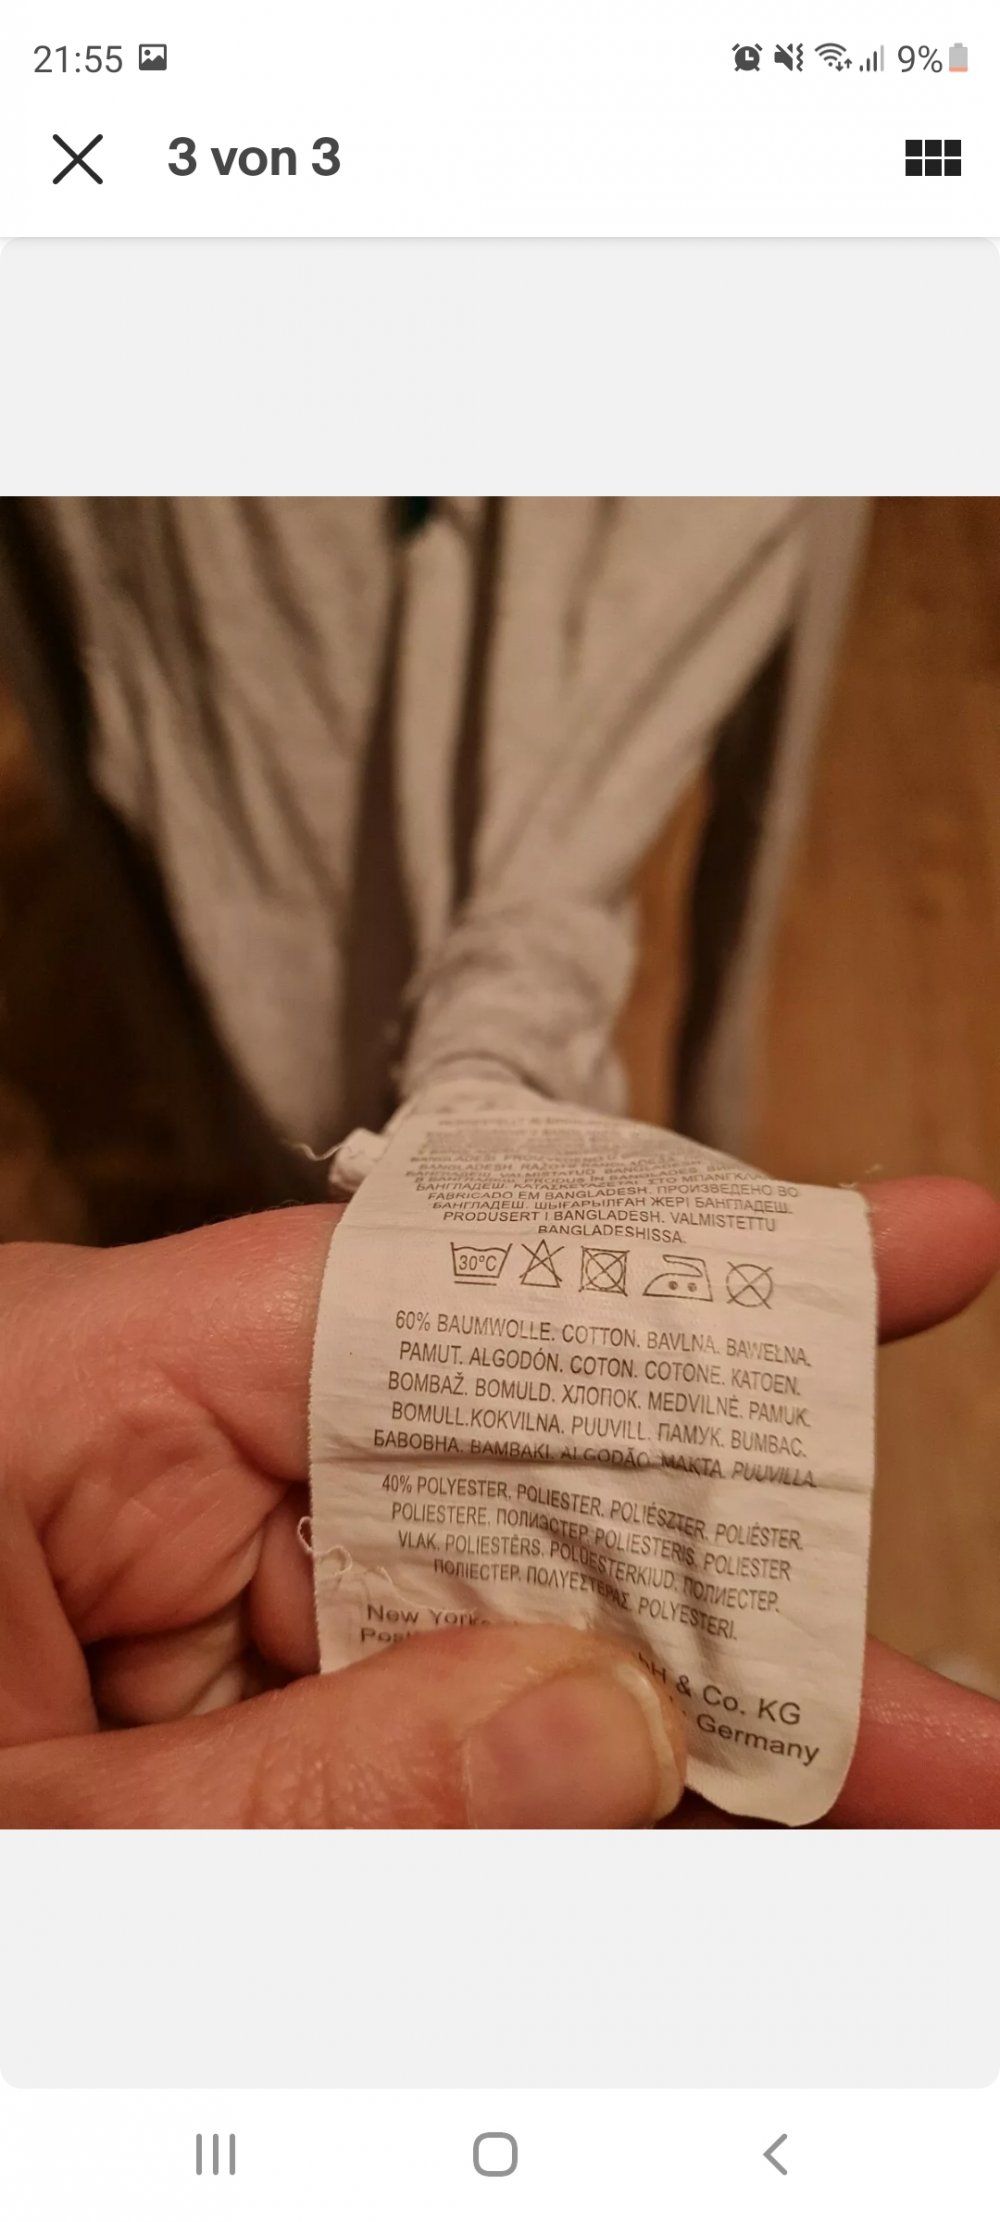 21:55
9%
3 von 3
BANGLADESH
FABRICADO EM BANGLADESH. ПРОИЗВЕДЕНО ВО
БАНГЛАДЕШ. ШЫҒАРЫЛҒАН ЖЕРІ БАНГЛАДЕШ.
PRODUSERT I BANGLADESH. VALMISTETTU
BANGLADESHISSA.
30°C
60% BAUMWOLLE. COTTON. BAVLNA. BAWEŁNA.
PAMUT. ALGODÓN. COTON. COTONE. KATOEN.
BOMBAŽ. BOMULD. ХЛОПОК. MEDVILNĖ. PAMUK.
BOMULL.KOKVILNA. PUUVILL. ПАМУК. BUMBAC.
БАВОВНА. BAMBAKI. ALGODÃO. МАКТА. PUUVILLA.
40% POLYESTER. POLIESTER. POLIÉSZTER. POLIÉSTER.
POLIESTERE. ПОЛИЭСТЕР. POLIESTERIS. POLIESTER
VLAK. POLIESTĒRS. POLÜESTERKIUD. ПОЛИЕСТЕР.
ПОЛІЕСТЕР. ΠΟΛΥΕΣΤΕΡΑΣ. POLYESTERI.
New York
& Co. KG
Germany